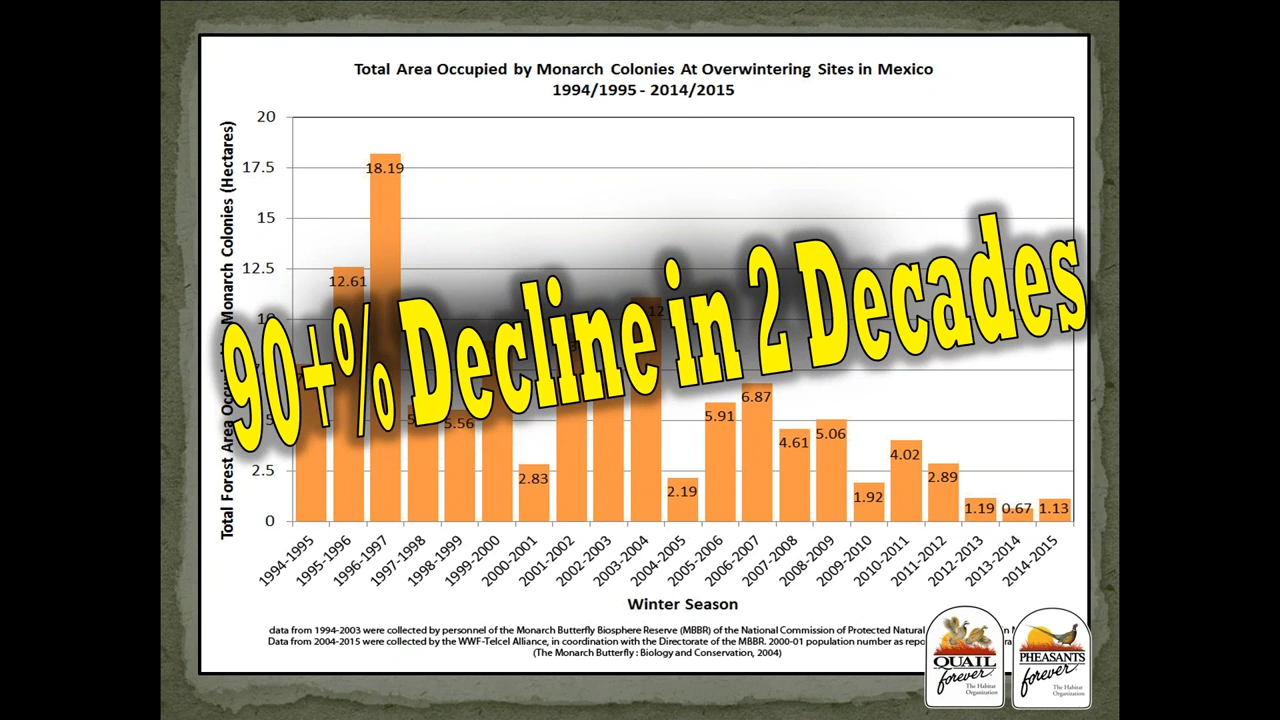 Total Area Occupied by Monarch Colonies At Overwintering Sites in Mexico
1994/1995 - 2014/2015
Total Forest Area Monarch Colonies (Hectares)
20
17.5
15
12.5
10
5
2.5
0
12.61
18.19
5.56
2.83
2.19
5.91
6.87
4.61
5.06
1.92
4.02
2.89
1.19
0.67
1.13
90+% Decline in 2 Decades
1994-1995
1995-1996
1996-1997
1997-1998
1998-1999
1999-2000
2000-2001
2001-2002
2002-2003
2003-2004
2004-2005
2005-2006
2006-2007
2007-2008
2008-2009
2009-2010
2010-2011
2011-2012
2012-2013
2013-2014
2014-2015
Winter Season
data from 1994-2003 were collected by personnel of the Monarch Butterfly Biosphere Reserve (MBBR) of the National Commission of Protected Natural
Data from 2004-2015 were collected by the WWF-Telcel Alliance, in coordination with the Directorate of the MBBR. 2000-01 population number as
(The Monarch Butterfly : Biology and Conservation, 2004)
QUAIL
forever
The Habitat
Organization
PHEASANTS
forever
The Habitat
Organization